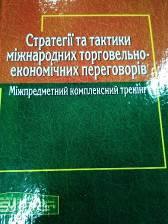 Стратегії та тактики
міжнародних торговельно-
економічних переговорів
Міжпредметний комплексний тренінг